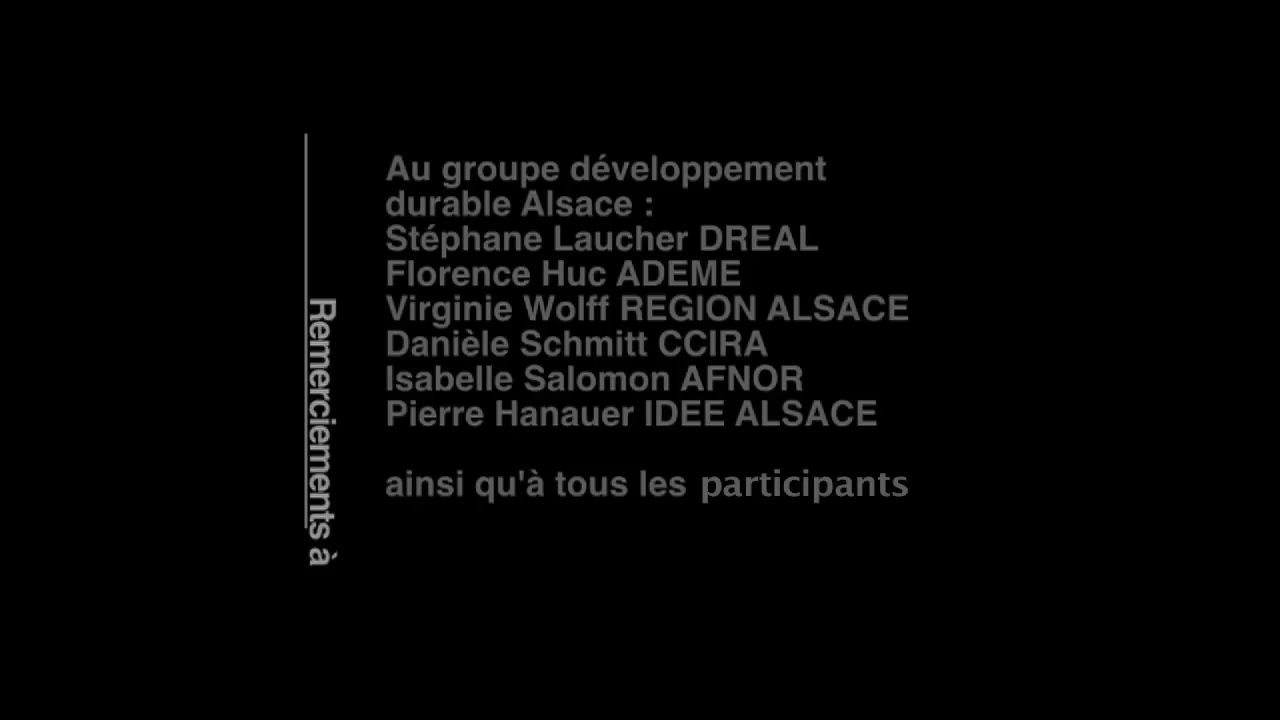 Remerciements à
Au groupe développement
durable Alsace :
Stéphane Laucher DREAL
Florence Huc ADEME
Virginie Wolff REGION ALSACE
Danièle Schmitt CCIRA
Isabelle Salomon AFNOR
Pierre Hanauer IDEE ALSACE
ainsi qu'à tous les participants